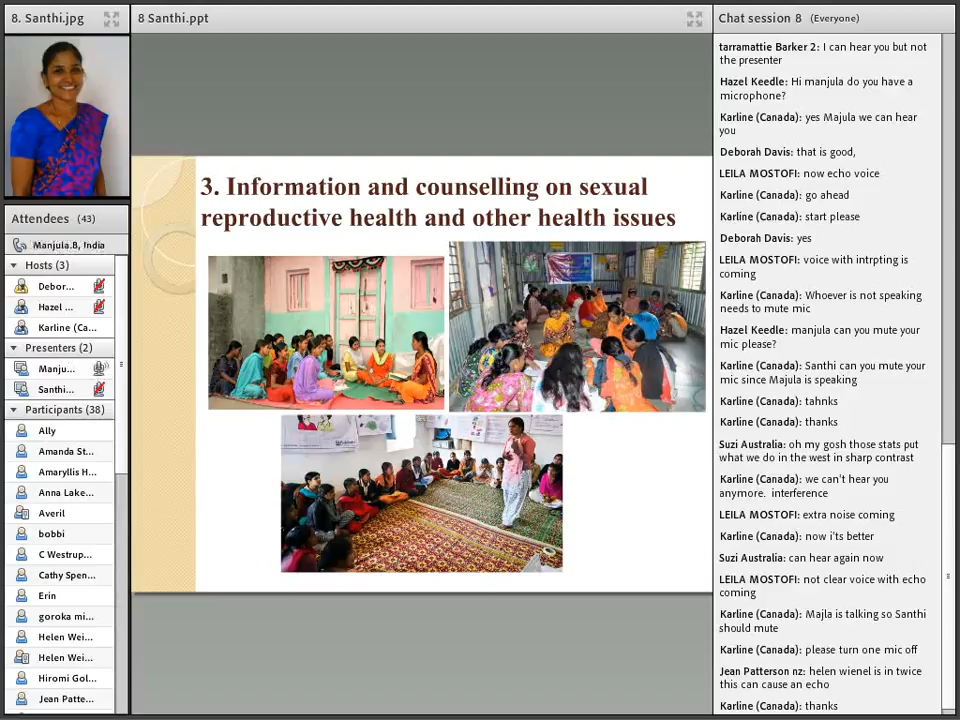 8. Santhi.jpg
8 Santhi.ppt
Chat session 8 (Everyone)
Attendees (43)
Manjula.B, India
Hosts (3)
Debor...
Hazel ...
Karline (Ca...
Presenters (2)
Manju...
Santhi...
Participants (38)
Ally
Amanda St...
Amaryllis H...
Anna Lake...
Averil
bobbi
C Westrup...
Cathy Spen...
Erin
goroka mi...
Helen Wei...
Helen Wei...
Hiromi Gol...
Jean Patte...
3. Information and counselling on sexual
reproductive health and other health issues
tarramattie Barker 2: I can hear you but not
the presenter
Hazel Keedle: Hi manjula do you have a
microphone?
Karline (Canada): yes Majula we can hear
you
Deborah Davis: that is good,
LEILA MOSTOFI: now echo voice
Karline (Canada): go ahead
Karline (Canada): start please
Deborah Davis: yes
LEILA MOSTOFI: voice with intrpting is
coming
Karline (Canada): Whoever is not speaking
needs to mute mic
Hazel Keedle: manjula can you mute your
mic please?
Karline (Canada): Santhi can you mute your
mic since Majula is speaking
Karline (Canada): tahnks
Karline (Canada): thanks
Suzi Australia: oh my gosh those stats put
what we do in the west in sharp contrast
Karline (Canada): we can't hear you
anymore. interference
LEILA MOSTOFI: extra noise coming
Karline (Canada): now i'ts better
Suzi Australia: can hear again now
LEILA MOSTOFI: not clear voice with echo
coming
Karline (Canada): Majla is talking so Santhi
should mute
Karline (Canada): please turn one mic off
Jean Patterson nz: helen wienel is in twice
this can cause an echo
Karline (Canada): thanks